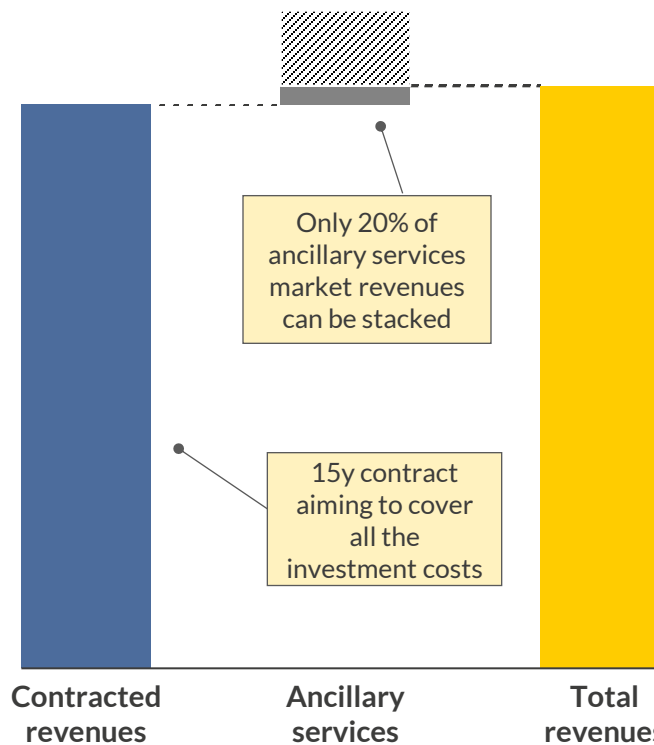 Only 20% of
ancillary services
market revenues
can be stacked
15y contract
aiming to cover
all the
investment costs
Contracted
revenues
Ancillary
services
Total
revenues